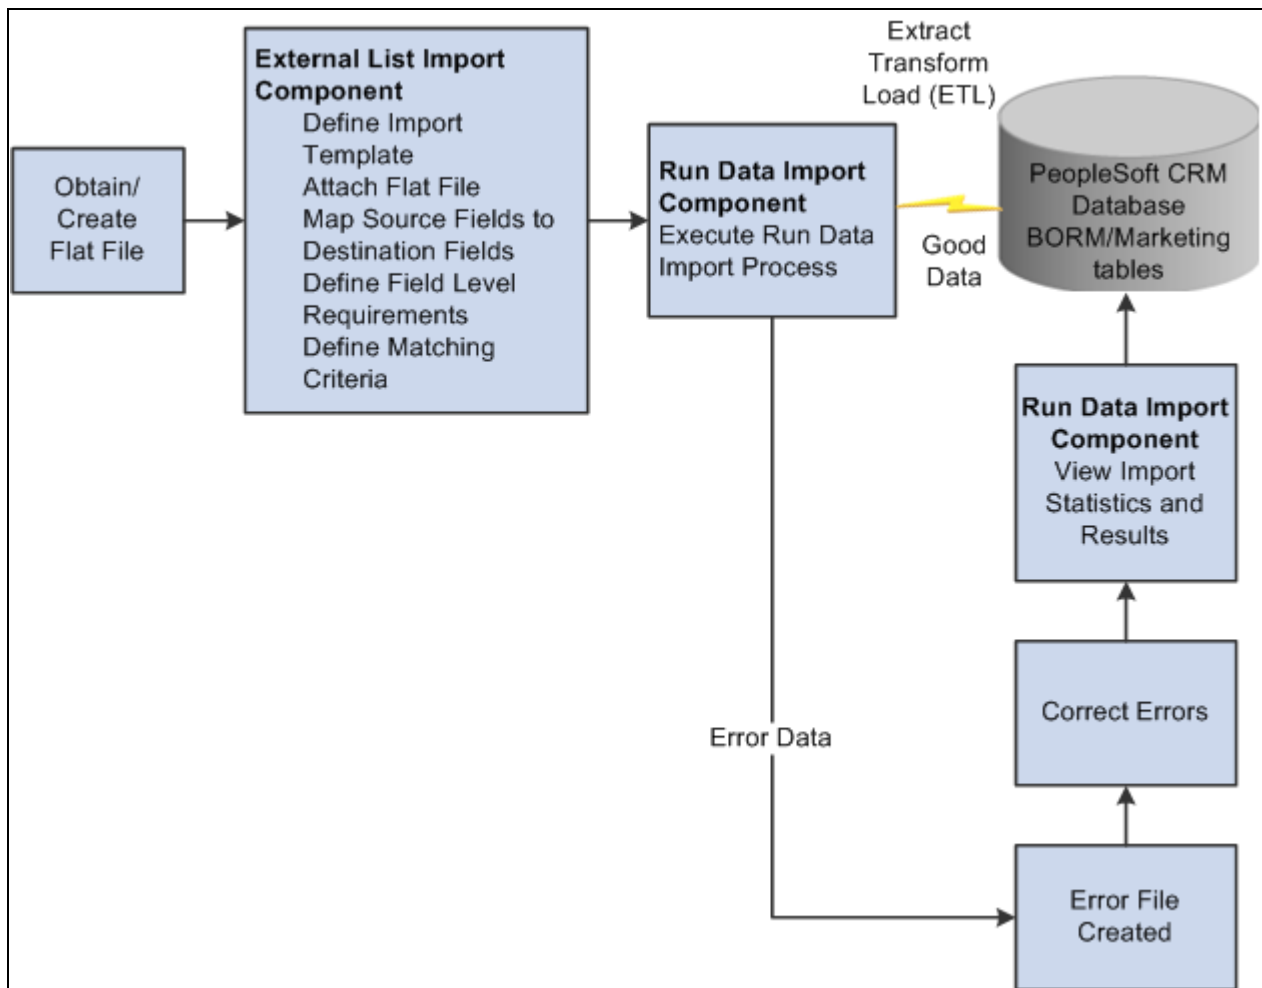 Obtain/
Create
Flat File
External List Import
Component
Define Import
Template
Attach Flat File
Map Source Fields to
Destination Fields
Define Field Level
Requirements
Define Matching
Criteria
Run Data Import
Component
Execute Run Data
Import Process
Extract
Transform
Load (ETL)
Good
Data
PeopleSoft CRM
Database
BORM/Marketing
tables
Run Data Import
Component
View Import
Statistics and
Results
Correct Errors
Error Data
Error File
Created